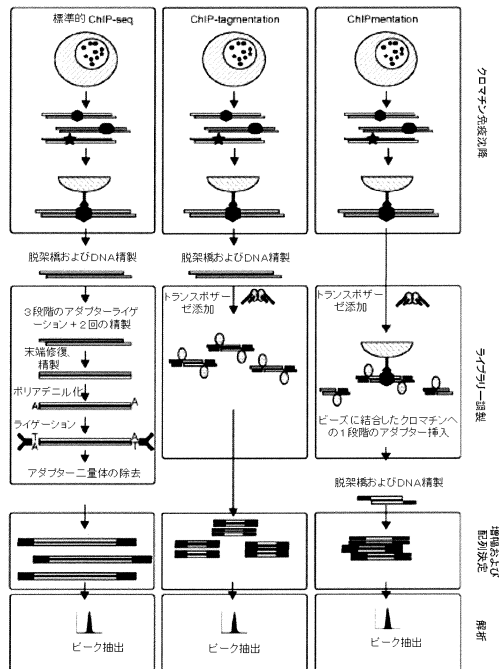 標準的 ChIP-seq
ChIP-tagmentation
ChIPmentation
クロマチン免疫沈降
脱架橋およびDNA精製
脱架橋およびDNA精製
3段階のアダプターライゲ
ーション+2回の精製
末端修復、
精製
ポリアデニル化
A
A
ライゲーション
T
A
A
T
アダプター二量体の除去
トランスポザー
ゼ添加
トランスポザー
ゼ添加
ビーズに結合したクロマチンへ
の1段階のアダプター挿入
ライブラリー調製
脱架橋およびDNA精製
増幅および
配列決定
ピーク抽出
ピーク抽出
ピーク抽出
解析